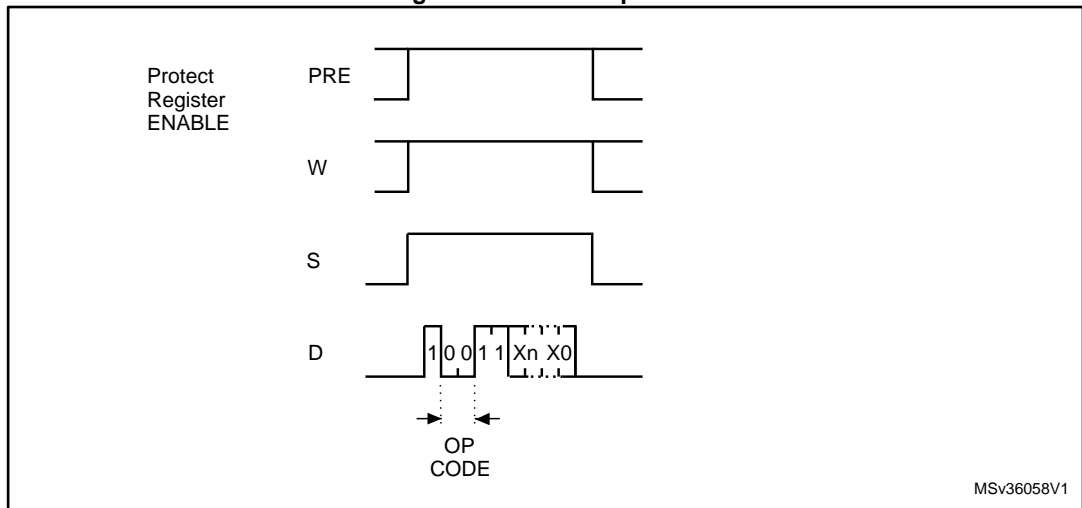 Protect
Register
ENABLE
PRE
W
S
D
1 0 0 1 1 Xn X0
OP
CODE
MSv36058V1